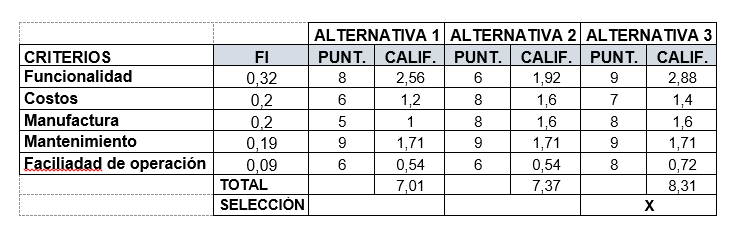 ALTERNATIVA 1 ALTERNATIVA 2 ALTERNATIVA 3
CRITERIOS FI PUNT. CALIF. PUNT. CALIF. PUNT. CALIF.
Funcionalidad 0,32 8 2,56 6 1,92 9 2,88
Costos 0,2 6 1,2 8 1,6 7 1,4
Manufactura 0,2 5 1 8 1,6 8 1,6
Mantenimiento 0,19 9 1,71 9 1,71 9 1,71
Faciliadad de operación 0,09 6 0,54 6 0,54 8 0,72
TOTAL 7,01 7,37 8,31
SELECCIÓN X